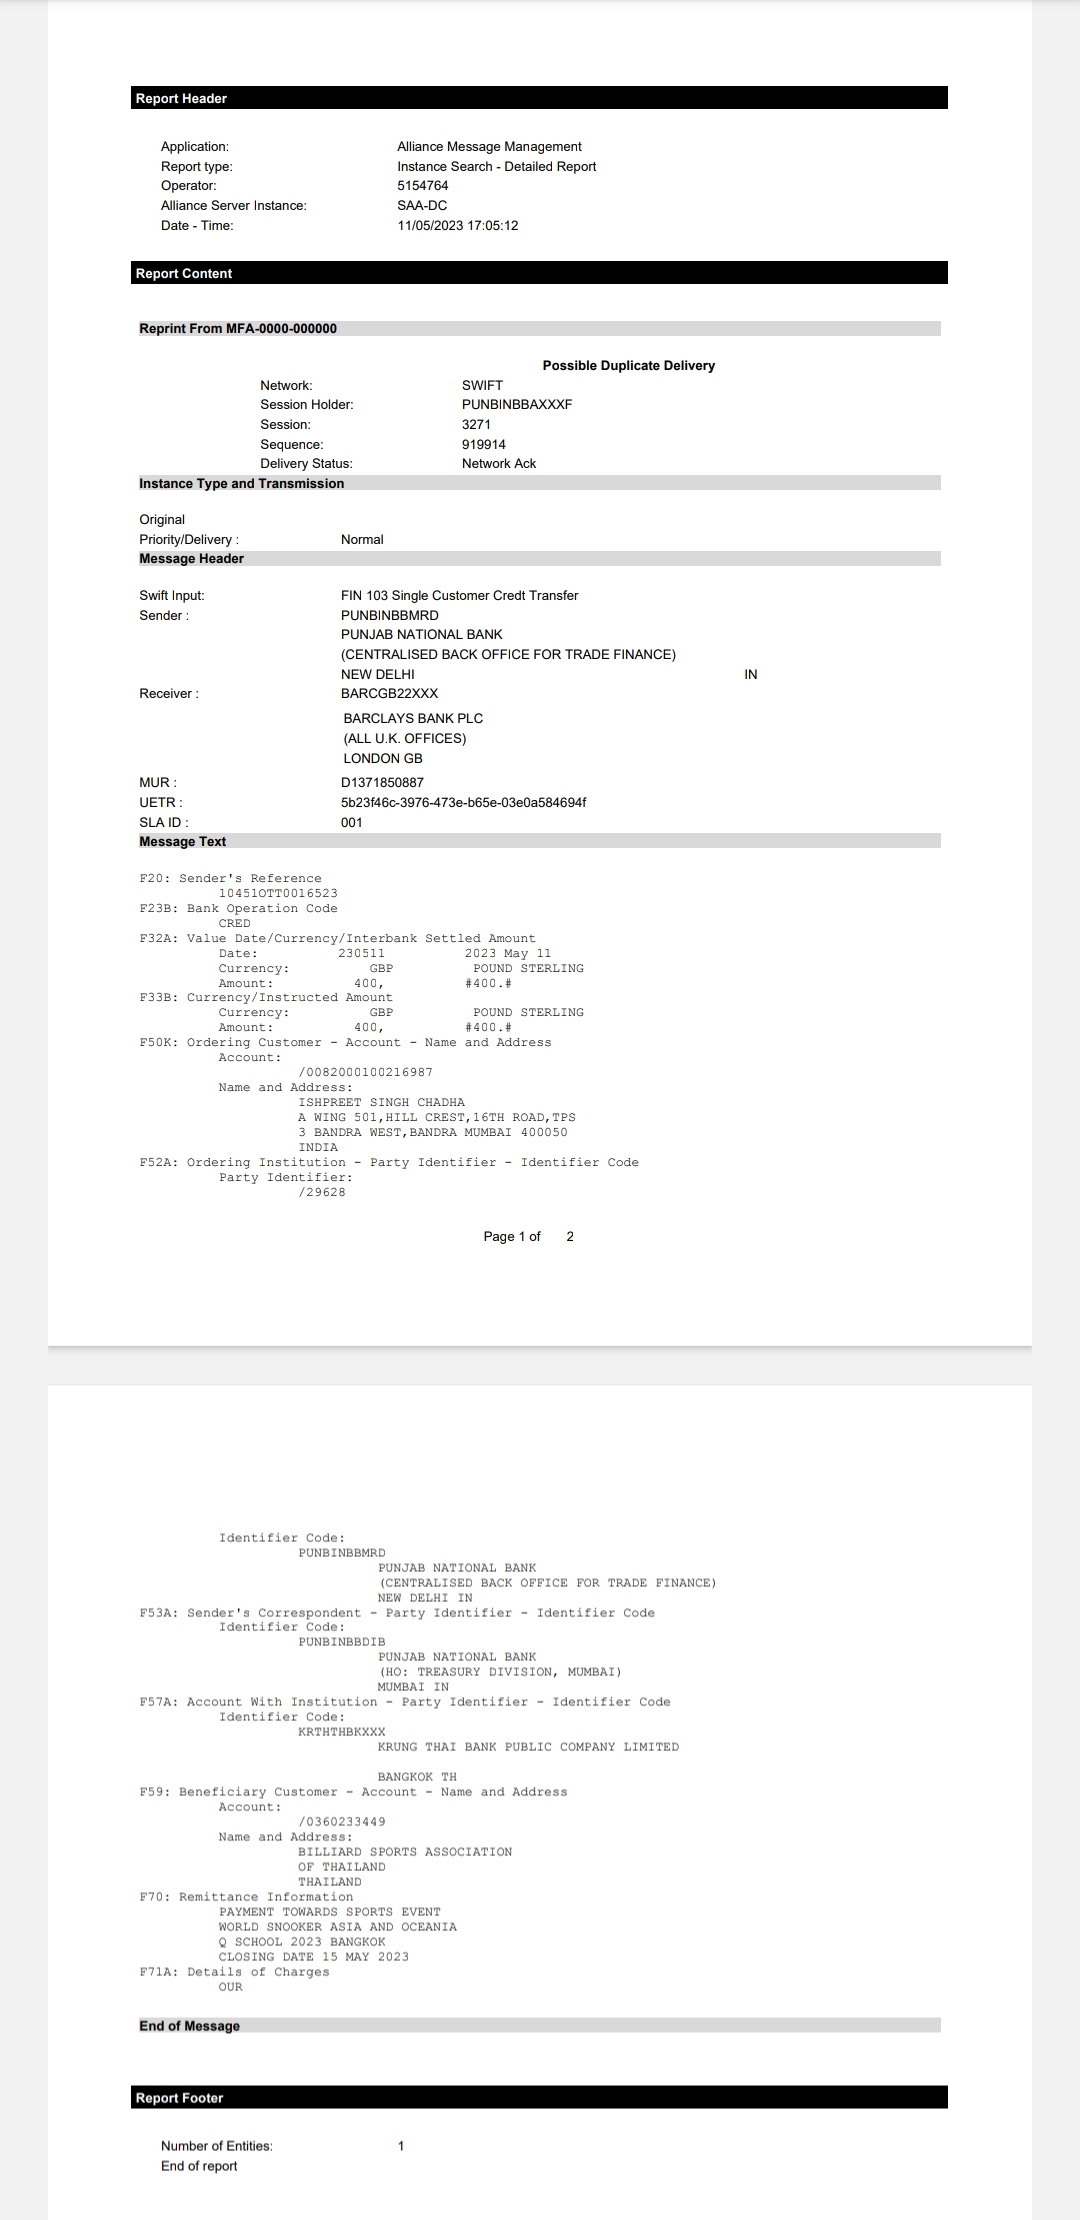 Report Header
Application: Alliance Message Management
Report type: Instance Search - Detailed Report
Operator: 5154764
Alliance Server Instance: SAA-DC
Date - Time: 11/05/2023 17:05:12
Report Content
Reprint From MFA-0000-000000
Possible Duplicate Delivery
Network: SWIFT
Session Holder: PUNBINBBAXXXF
Session: 3271
Sequence: 919914
Delivery Status: Network Ack
Instance Type and Transmission
Original
Priority/Delivery : Normal
Message Header
Swift Input: FIN 103 Single Customer Credt Transfer
Sender : PUNBINBBMRD
PUNJAB NATIONAL BANK
(CENTRALISED BACK OFFICE FOR TRADE FINANCE)
NEW DELHI IN
Receiver : BARCGB22XXX
BARCLAYS BANK PLC
(ALL U.K. OFFICES)
LONDON GB
MUR : D1371850887
UETR : 5b23f46c-3976-473e-b65e-03e0a584694f
SLA ID : 001
Message Text
F20: Sender's Reference
10451OTT0016523
F23B: Bank Operation Code
CRED
F32A: Value Date/Currency/Interbank Settled Amount
Date: 230511 2023 May 11
Currency: GBP POUND STERLING
Amount: 400, #400.#
F33B: Currency/Instructed Amount
Currency: GBP POUND STERLING
Amount: 400, #400.#
F50K: Ordering Customer - Account - Name and Address
Account:
/0082000100216987
Name and Address:
ISHPREET SINGH CHADHA
A WING 501,HILL CREST,16TH ROAD,TPS
3 BANDRA WEST,BANDRA MUMBAI 400050
INDIA
F52A: Ordering Institution - Party Identifier - Identifier Code
Party Identifier:
/29628
Page 1 of 2
Identifier Code:
PUNBINBBMRD
PUNJAB NATIONAL BANK
(CENTRALISED BACK OFFICE FOR TRADE FINANCE)
NEW DELHI IN
F53A: Sender's Correspondent - Party Identifier - Identifier Code
Identifier Code:
PUNBINBBDIB
PUNJAB NATIONAL BANK
(HO: TREASURY DIVISION, MUMBAI)
MUMBAI IN
F57A: Account With Institution - Party Identifier - Identifier Code
Identifier Code:
KRTHTHBKXXX
KRUNG THAI BANK PUBLIC COMPANY LIMITED
BANGKOK TH
F59: Beneficiary Customer - Account - Name and Address
Account:
/0360233449
Name and Address:
BILLIARD SPORTS ASSOCIATION
OF THAILAND
THAILAND
F70: Remittance Information
PAYMENT TOWARDS SPORTS EVENT
WORLD SNOOKER ASIA AND OCEANIA
Q SCHOOL 2023 BANGKOK
CLOSING DATE 15 MAY 2023
F71A: Details of Charges
OUR
End of Message
Report Footer
Number of Entities: 1
End of report